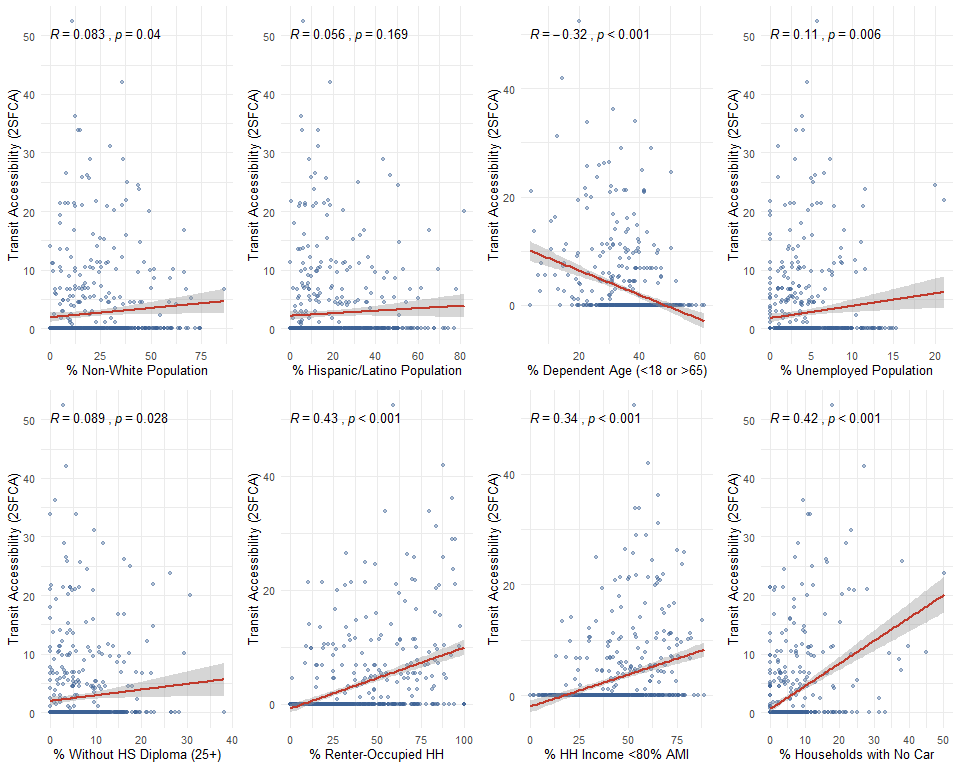 R = 0.083 , p = 0.04
Transit Accessibility (2SFCA)
50
40
30
20
10
0
0 25 50 75
% Non-White Population
R = 0.056 , p = 0.169
Transit Accessibility (2SFCA)
50
40
30
20
10
0
0 20 40 60 80
% Hispanic/Latino Population
R = −0.32 , p < 0.001
Transit Accessibility (2SFCA)
40
20
0
20 40 60
% Dependent Age (<18 or >65)
R = 0.11 , p = 0.006
Transit Accessibility (2SFCA)
50
40
30
20
10
0
0 5 10 15 20
% Unemployed Population
R = 0.089 , p = 0.028
Transit Accessibility (2SFCA)
50
40
30
20
10
0
0 10 20 30 40
% Without HS Diploma (25+)
R = 0.43 , p < 0.001
Transit Accessibility (2SFCA)
40
20
0
0 25 50 75 100
% Renter-Occupied HH
R = 0.34 , p < 0.001
Transit Accessibility (2SFCA)
40
20
0
0 25 50 75
% HH Income <80% AMI
R = 0.42 , p < 0.001
Transit Accessibility (2SFCA)
50
40
30
20
10
0
0 10 20 30 40 50
% Households with No Car